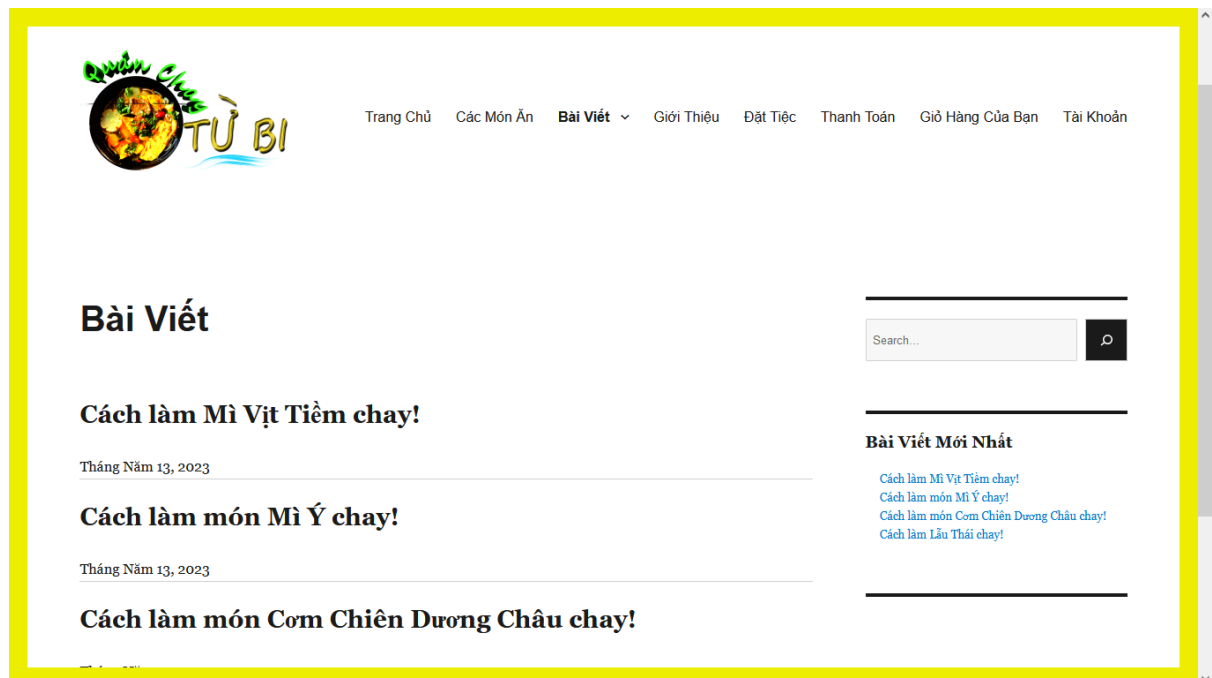 Quán Chay
TỪ BI
Trang Chủ Các Món Ăn Bài Viết Giới Thiệu Đặt Tiệc Thanh Toán Giỏ Hàng Của Bạn Tài Khoản
Bài Viết
Search...
Cách làm Mì Vịt Tiềm chay!
Tháng Năm 13, 2023
Cách làm món Mì Ý chay!
Tháng Năm 13, 2023
Cách làm món Cơm Chiên Dương Châu chay!
Bài Viết Mới Nhất
Cách làm Mì Vịt Tiềm chay!
Cách làm món Mì Ý chay!
Cách làm món Cơm Chiên Dương Châu chay!
Cách làm Lẫu Thái chay!